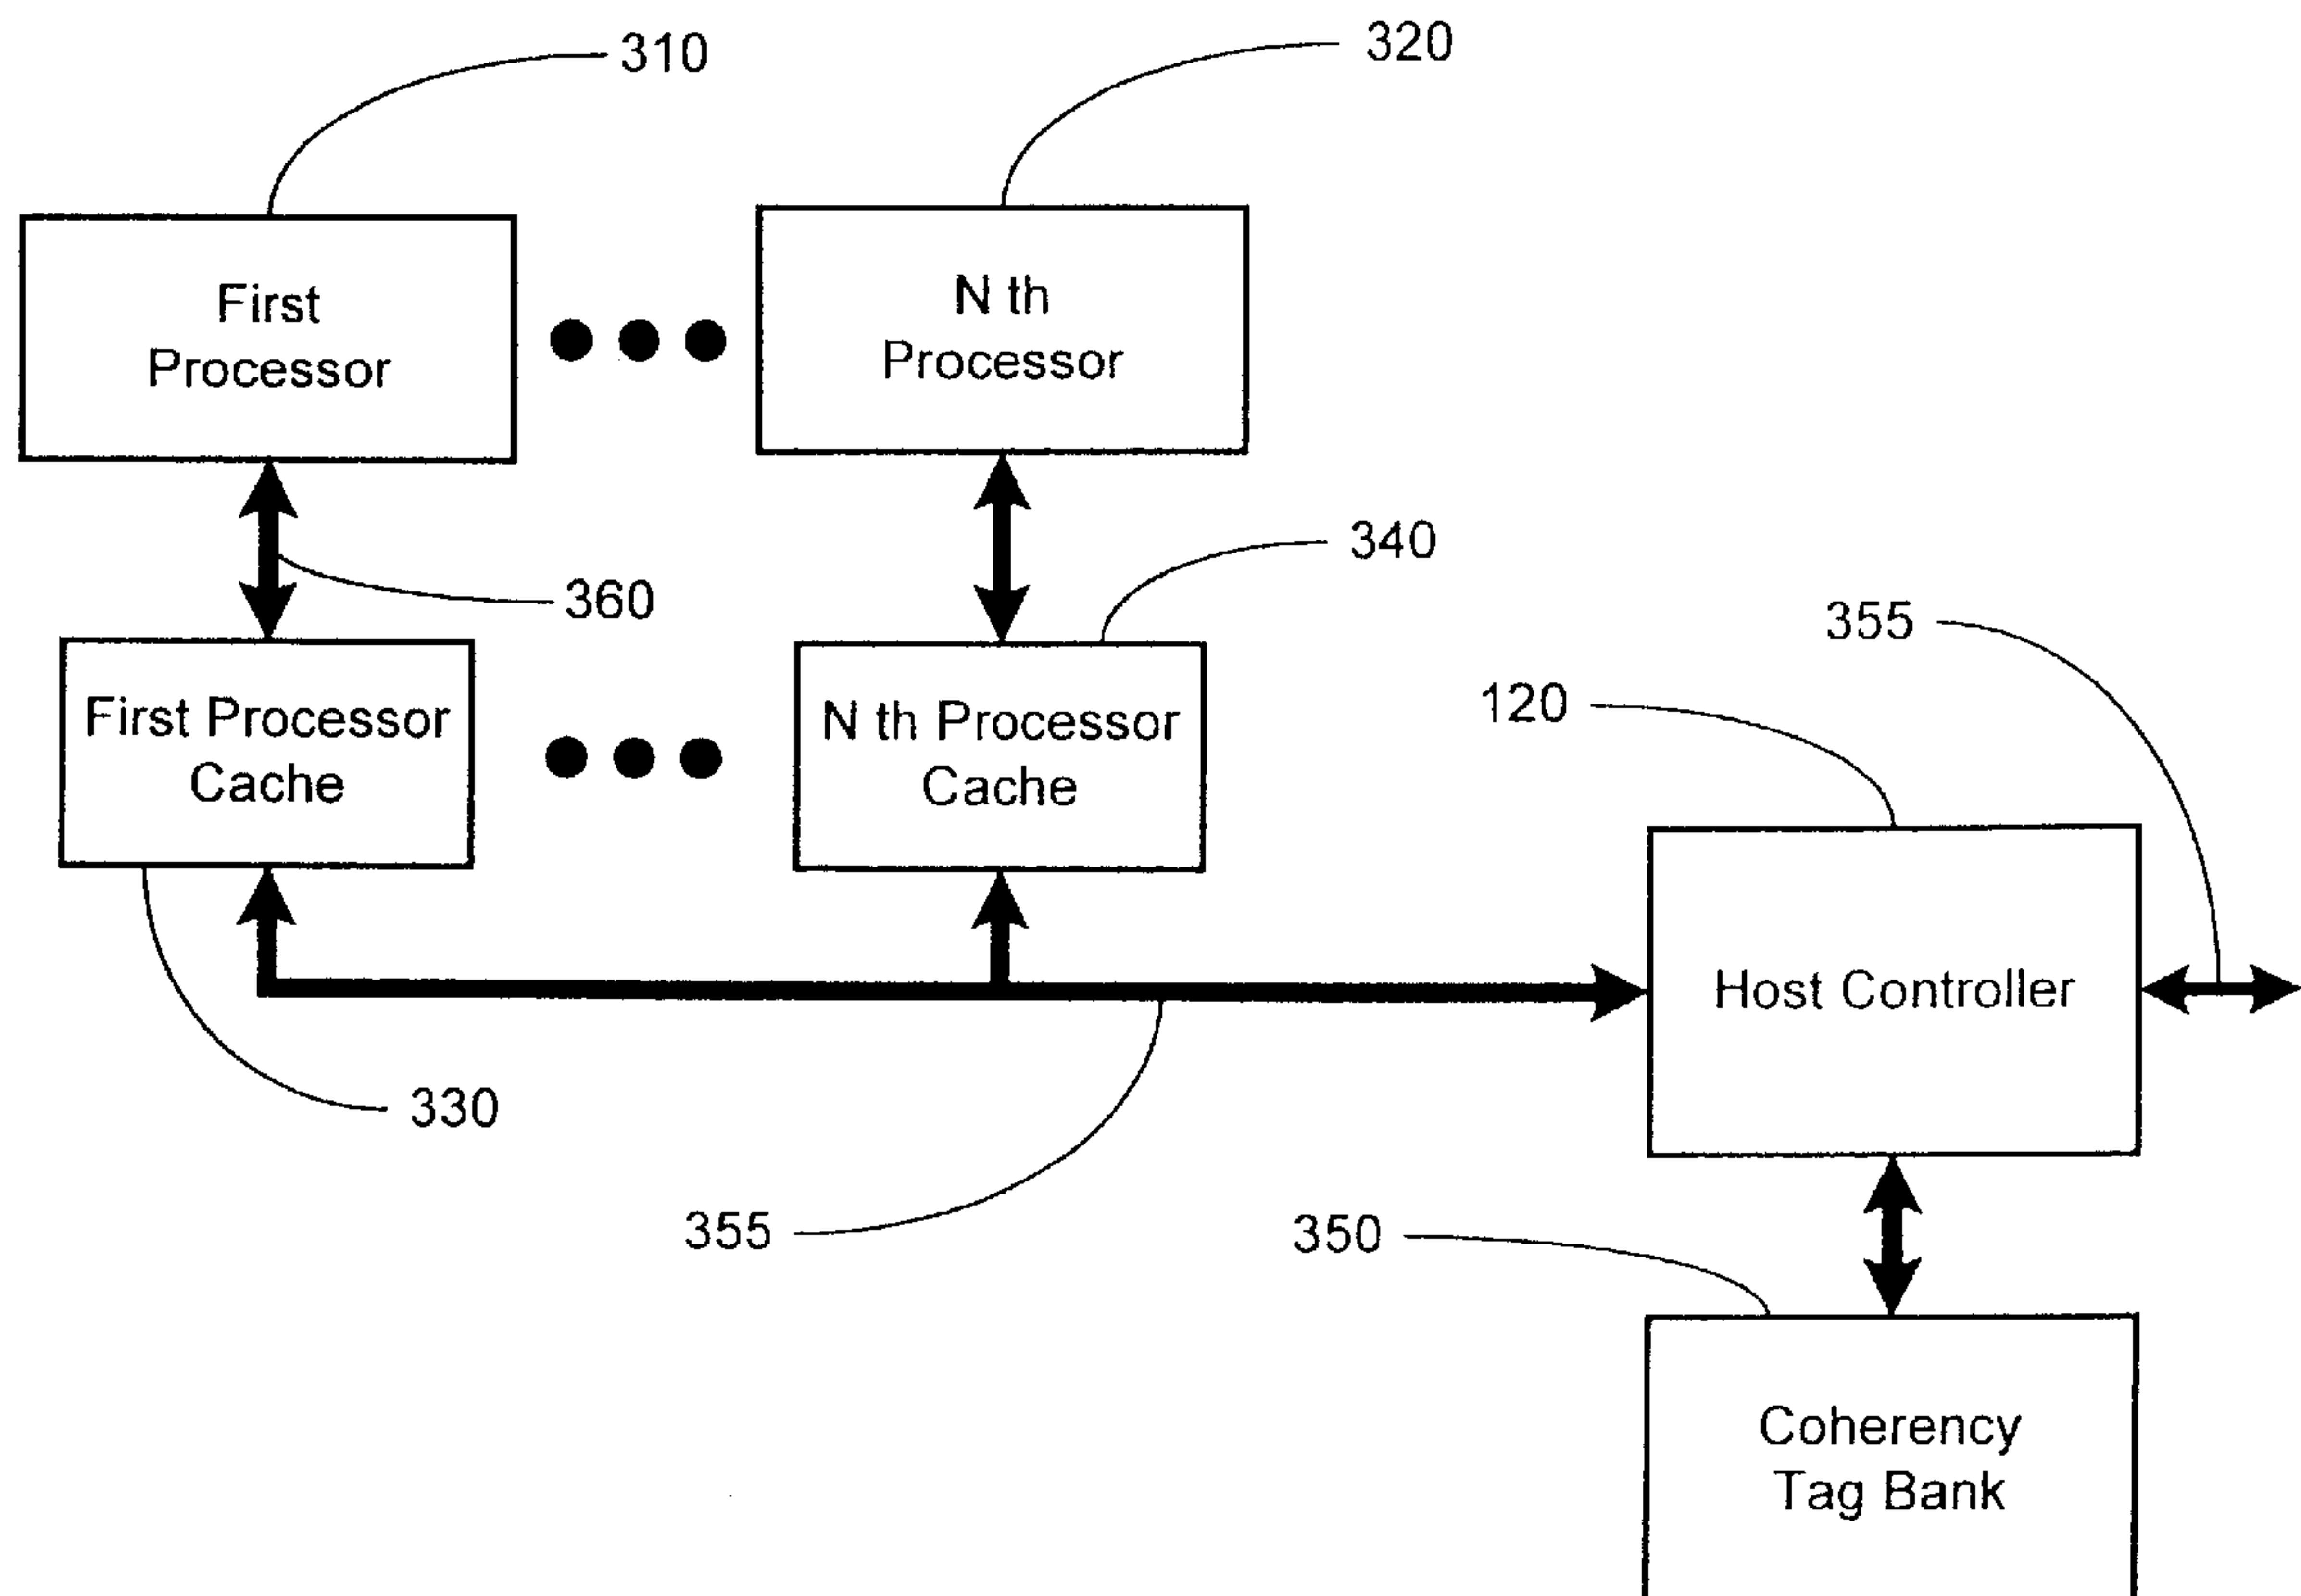 310
320
First
Processor
N th
Processor
340
360
355
First Processor
Cache
N th Processor
Cache
120
Host Controller
330
355
350
Coherency
Tag Bank